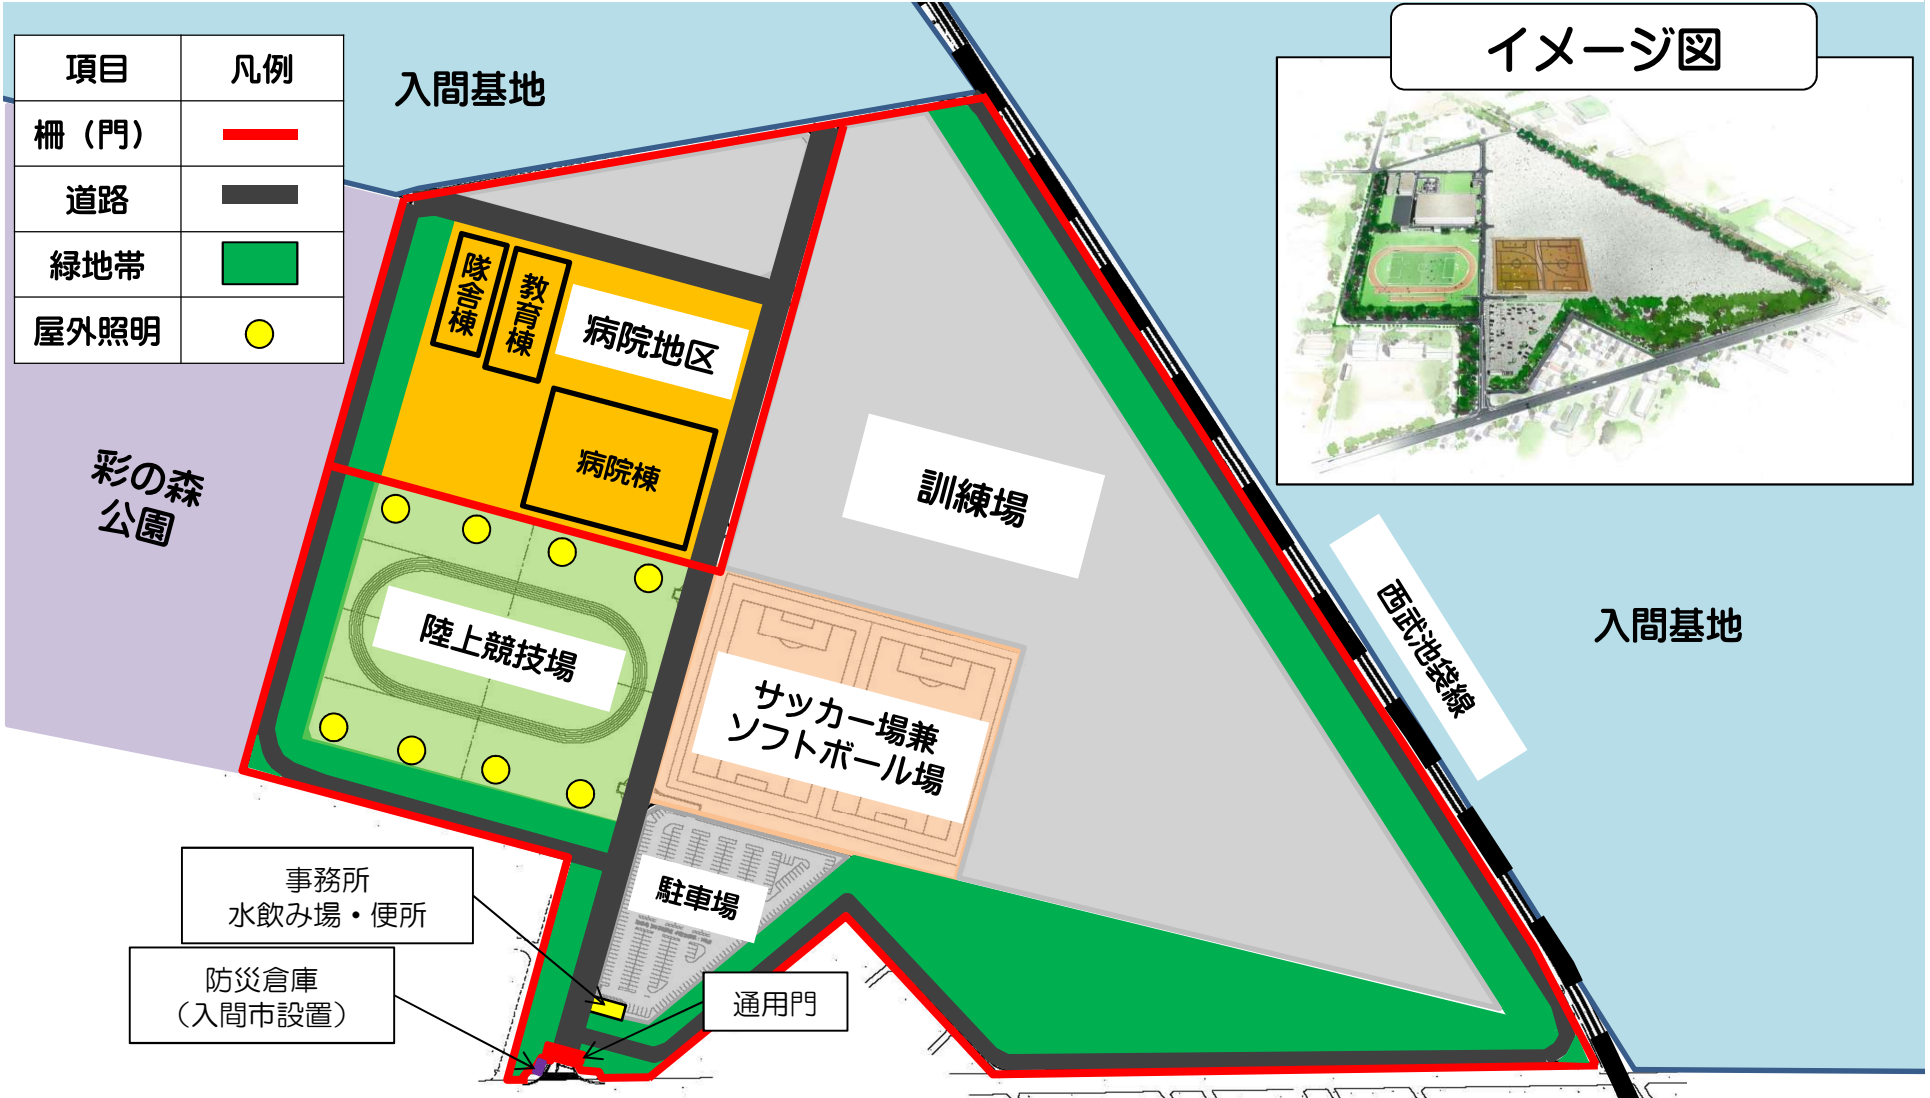 項目 凡例
柵（門）
道路
緑地帯
屋外照明
入間基地
イメージ図
隊舎棟
教育棟
病院地区
病院棟
彩の森
公園
訓練場
陸上競技場
サッカー場兼
ソフトボール場
西武池袋線
入間基地
駐車場
事務所
水飲み場・便所
防災倉庫
（入間市設置）
通用門